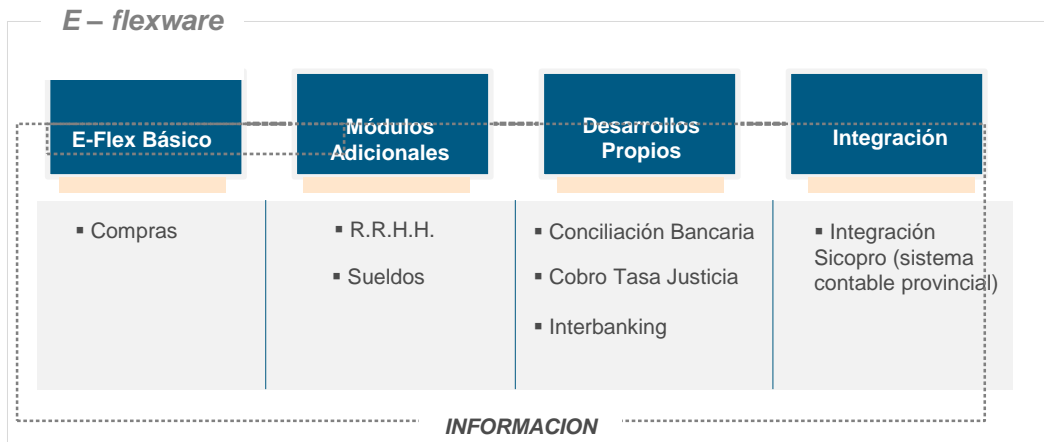 E – flexware
E-Flex Básico
Módulos
Adicionales
Desarrollos
Propios
Integración
▪ Compras
▪ R.R.H.H.
▪ Sueldos
▪ Conciliación Bancaria
▪ Cobro Tasa Justicia
▪ Interbanking
▪ Integración
Sicopro (sistema
contable provincial)
INFORMACION